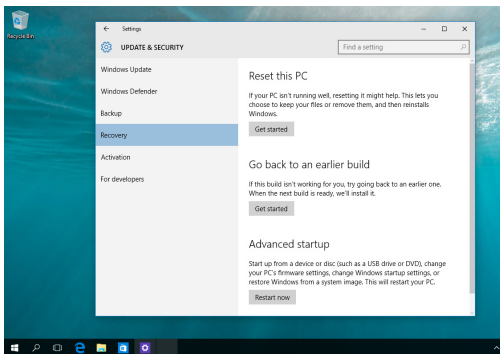 Recycle Bin
Settings
UPDATE & SECURITY
Find a setting
Windows Update
Windows Defender
Backup
Recovery
Activation
For developers
Reset this PC
If your PC isn't running well, resetting it might help. This lets you
choose to keep your files or remove them, and then reinstalls
Windows.
Get started
Go back to an earlier build
If this build isn't working for you, try going back to an earlier one.
When the next build is ready, we'll install it.
Get started
Advanced startup
Start up from a device or disc (such as a USB drive or DVD), change
your PC's firmware settings, change Windows startup settings, or
restore Windows from a system image. This will restart your PC.
Restart now